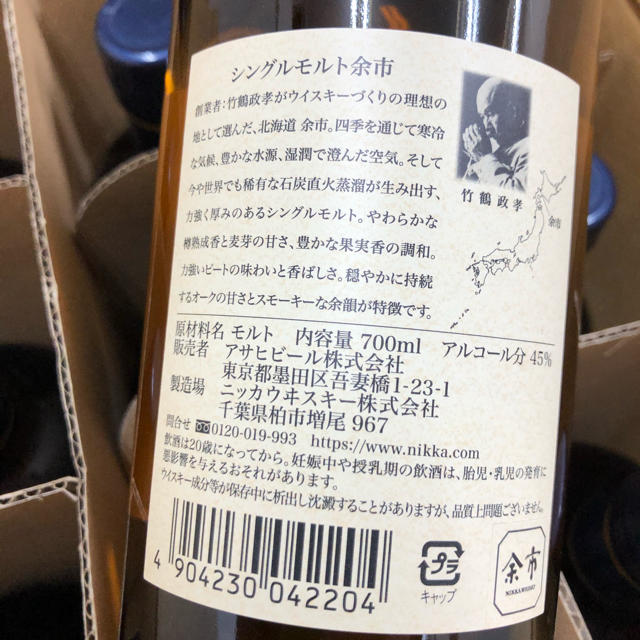 シングルモルト余市
創業者:竹鶴政孝がウイスキーづくりの理想の
地として選んだ、北海道 余市。四季を通じて寒冷
な気候、豊かな水源、湿潤で澄んだ空気。そして
今や世界でも稀有な石炭直火蒸溜が生み出す、
力強く厚みのあるシングルモルト。やわらかな
樽熟成香と麦芽の甘さ、豊かな果実香の調和。
力強いピートの味わいと香ばしさ。穏やかに持続
するオークの甘さとスモーキーな余韻が特徴です。
竹鶴政孝
余市
原材料名 モルト 内容量 700ml アルコール分 45%
販売者 アサヒビール株式会社
東京都墨田区吾妻橋1-23-1
製造場 ニッカウヰスキー株式会社
千葉県柏市増尾 967
問合せ 0120-019-993 https://www.nikka.com
飲酒は20歳になってから。妊娠中や授乳期の飲酒は、胎児・乳児の発育に
悪影響を与えるおそれがあります。
ウイスキー成分等が保存中に析出し沈澱することがありますが、品質上問題ございません。
4 904230 042204
プラ
キャップ
余市
NIKKA WHISKY